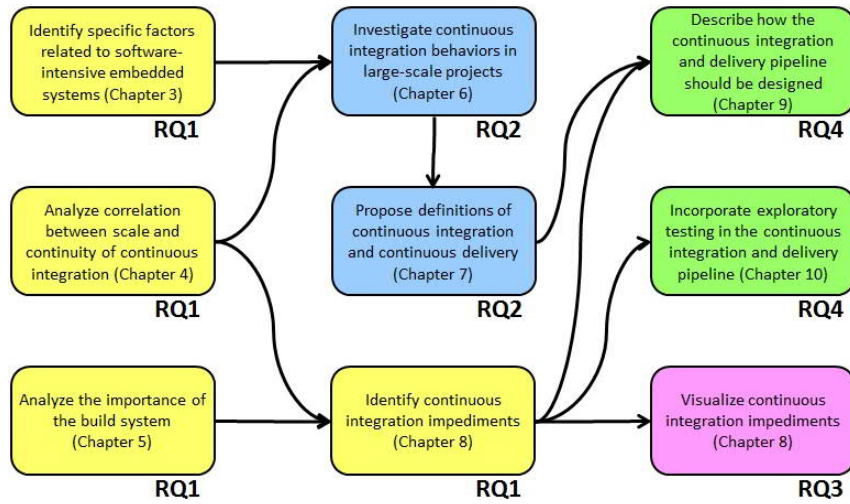 Identify specific factors
related to software-
intensive embedded
systems (Chapter 3)
RQ1
Investigate continuous
integration behaviors in
large-scale projects
(Chapter 6)
RQ2
Describe how the
continuous integration
and delivery pipeline
should be designed
(Chapter 9)
RQ4
Analyze correlation
between scale and
continuity of continuous
integration (Chapter 4)
RQ1
Propose definitions of
continuous integration
and continuous delivery
(Chapter 7)
RQ2
Incorporate exploratory
testing in the continuous
integration and delivery
pipeline (Chapter 10)
RQ4
Analyze the importance of
the build system
(Chapter 5)
RQ1
Identify continuous
integration impediments
(Chapter 8)
RQ1
Visualize continuous
integration impediments
(Chapter 8)
RQ3